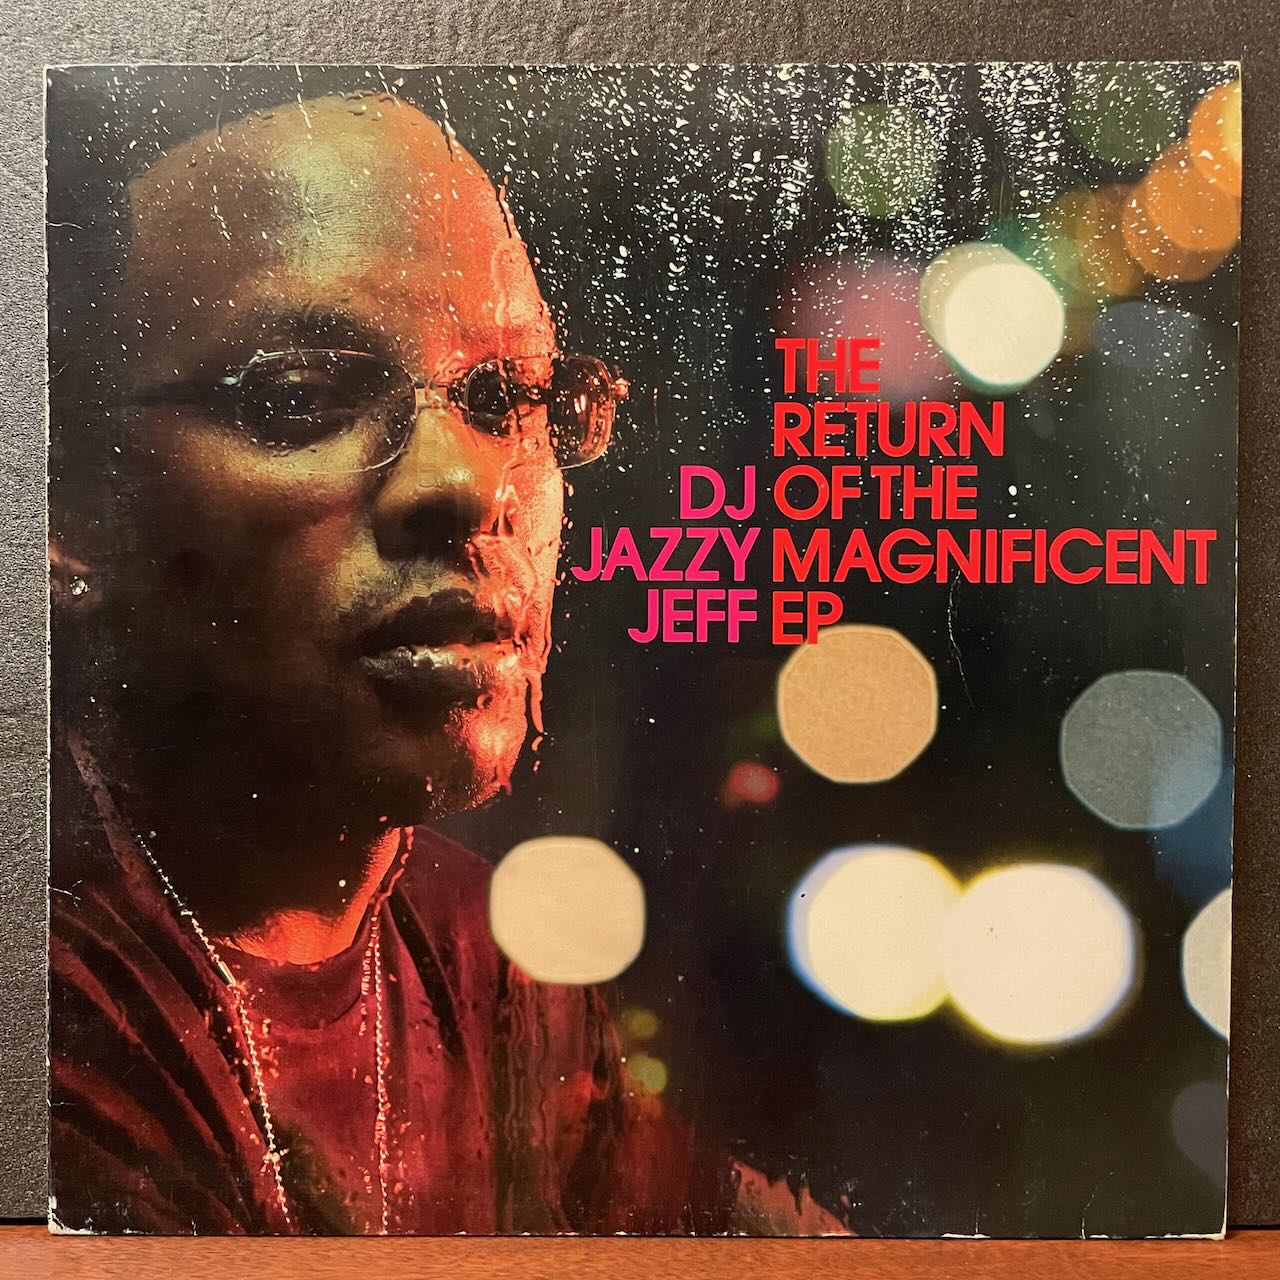 DJ
JAZZY
JEFF
THE
RETURN
OF THE
MAGNIFICENT
EP